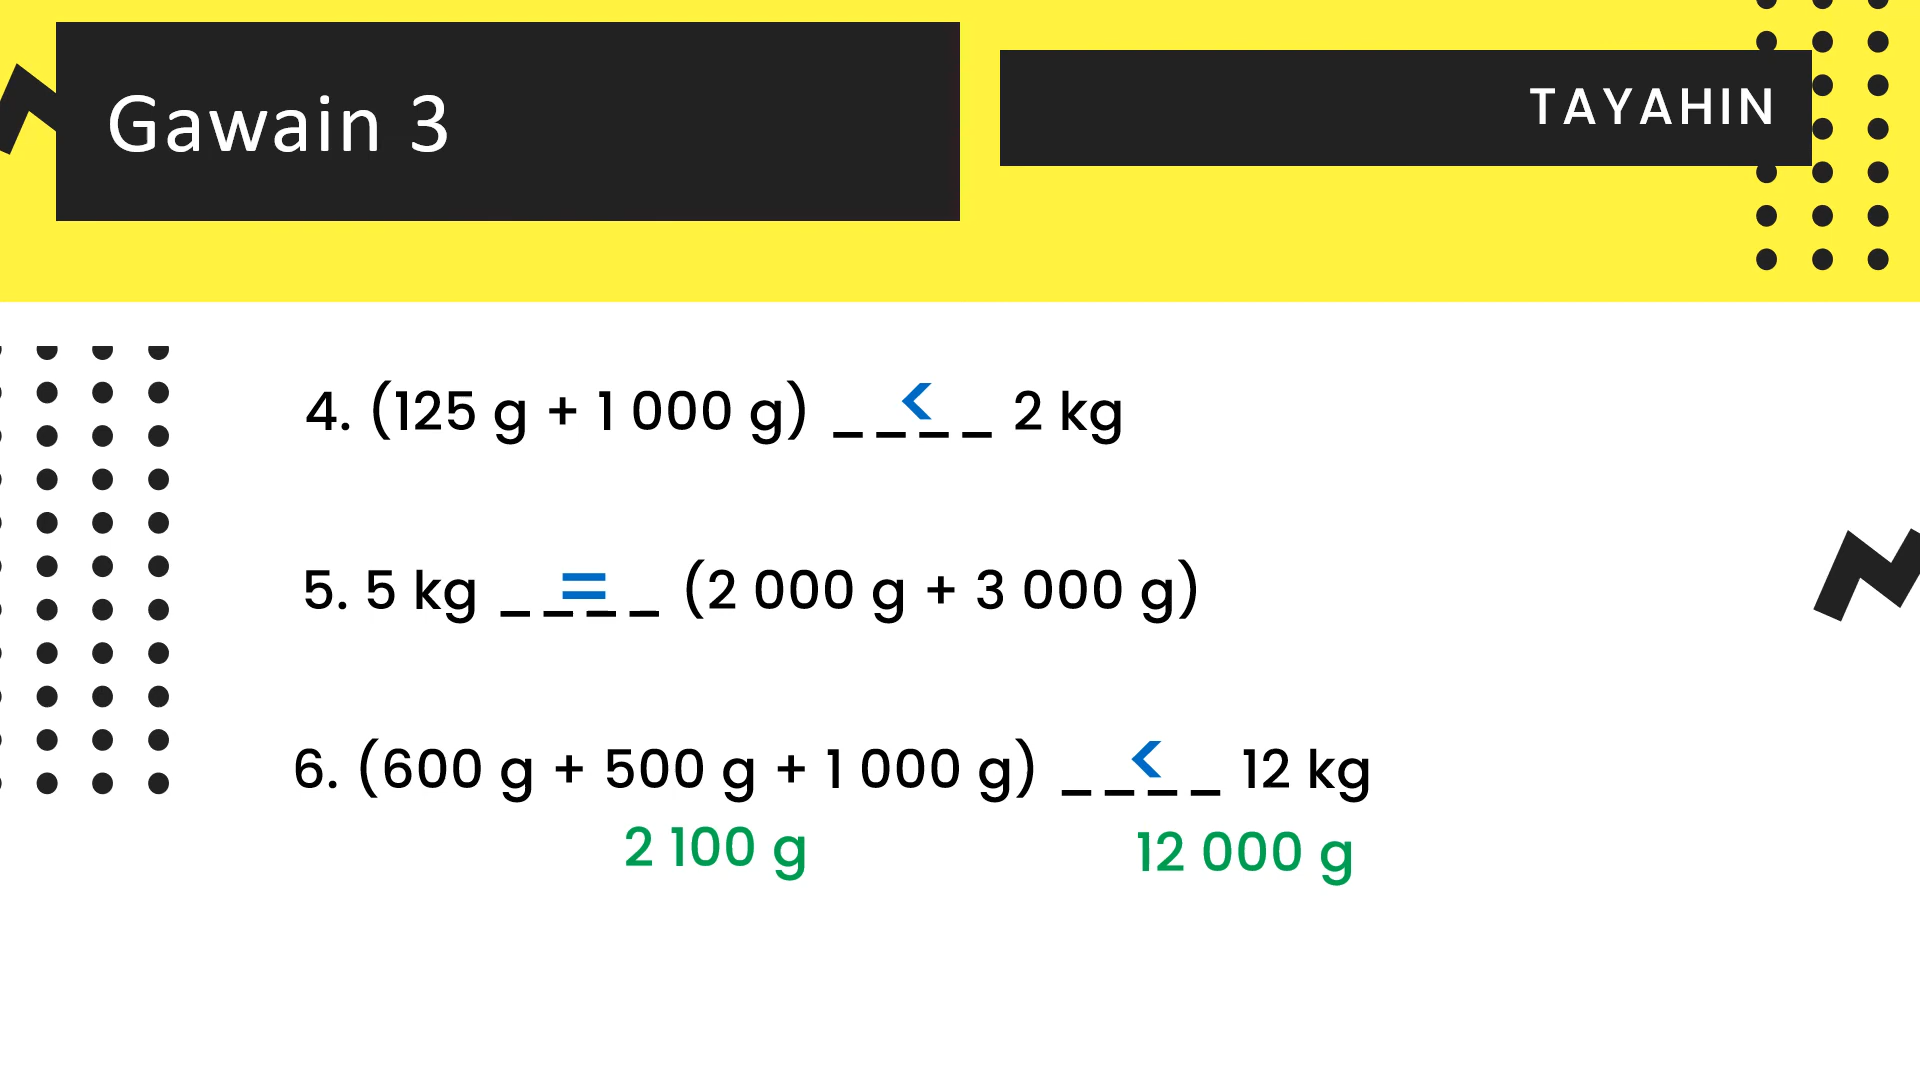 Gawain 3
TAYAHIN
4. (125 g + 1 000 g) _ < _ _ 2 kg
5. 5 kg _ = _ _ (2 000 g + 3 000 g)
6. (600 g + 500 g + 1 000 g) _ < _ _ 12 kg
2 100 g
12 000 g